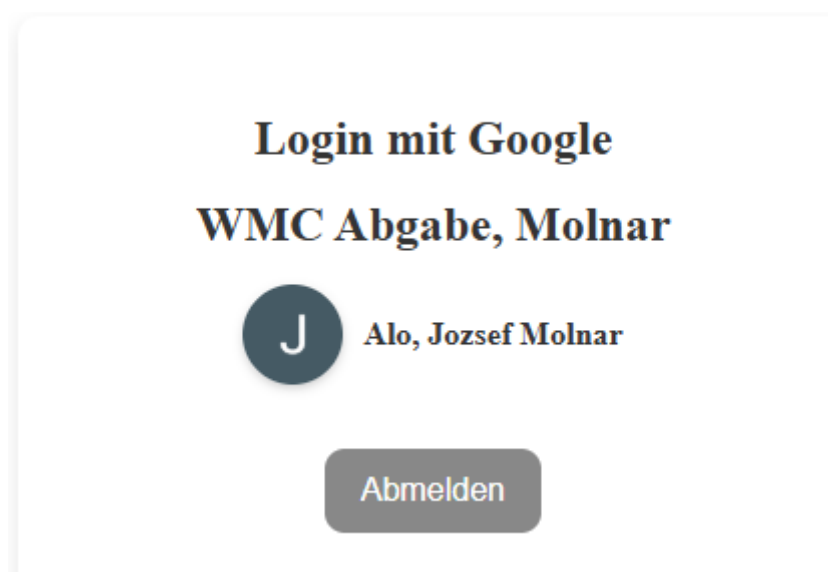 Login mit Google
WMC Abgabe, Molnar
J
Alo, Jozsef Molnar
Abmelden